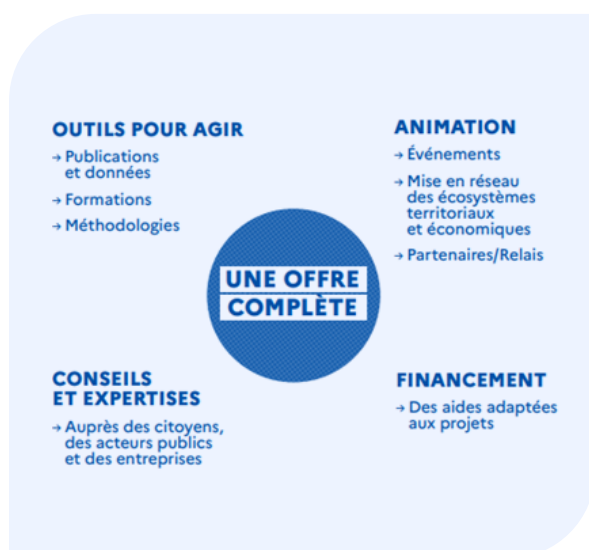 OUTILS POUR AGIR
→ Publications
et données
→ Formations
→ Méthodologies
ANIMATION
→ Événements
→ Mise en réseau
des écosystèmes
territoriaux
et économiques
→ Partenaires/Relais
UNE OFFRE
COMPLÈTE
CONSEILS
ET EXPERTISES
→ Auprès des citoyens,
des acteurs publics
et des entreprises
FINANCEMENT
→ Des aides adaptées
aux projets